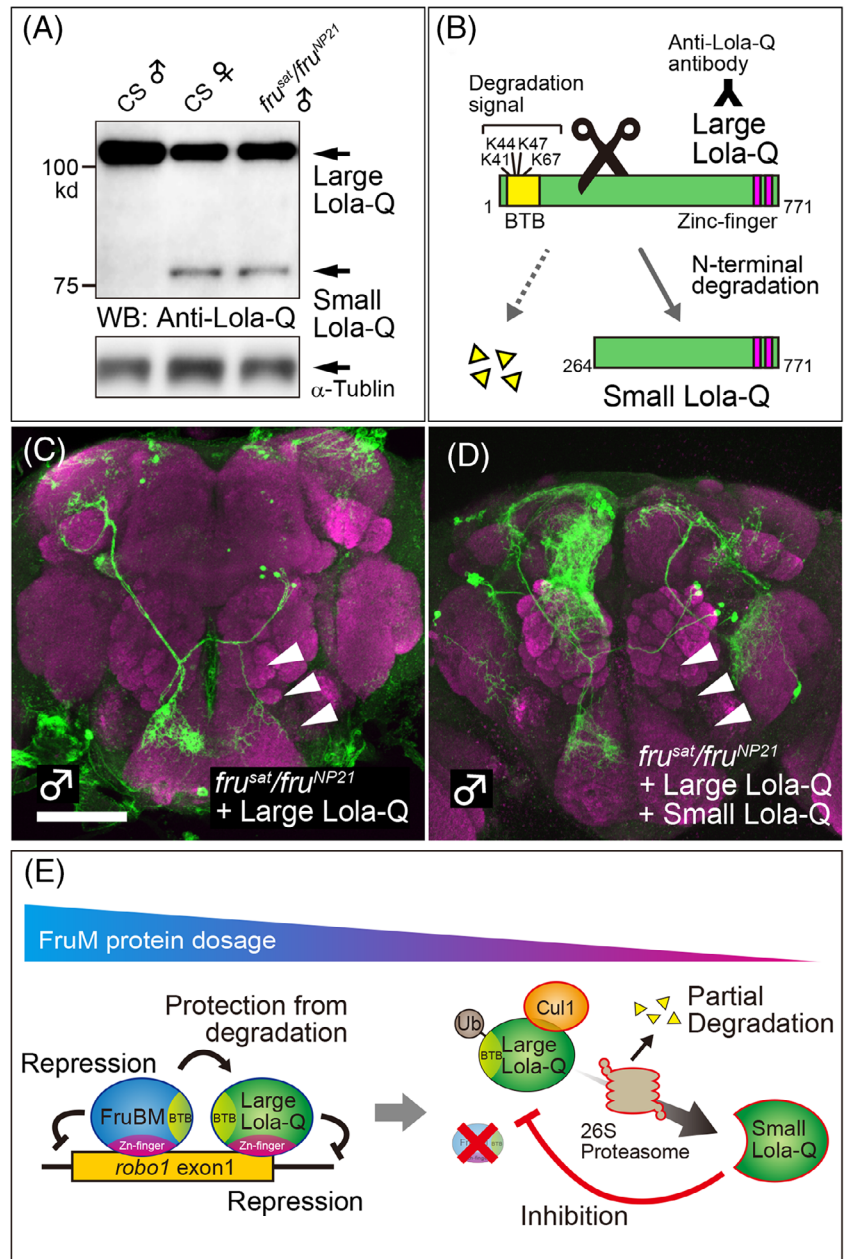 (A)
CS ♂
CS ♀
fru^sat/fru^NP21
♂
100
kd
75
Large
Lola-Q
Small
Lola-Q
WB: Anti-Lola-Q
α-Tublin
(B)
Anti-Lola-Q
antibody
Degradation
signal
Large
Lola-Q
K44 K47
K41 K67
1
771
BTB
Zinc-finger
N-terminal
degradation
264
771
Small Lola-Q
(C)
♂
fru^sat/fru^NP21
+ Large Lola-Q
(D)
♂
fru^sat/fru^NP21
+ Large Lola-Q
+ Small Lola-Q
(E)
FruM protein dosage
Protection from
degradation
Repression
FruBM
BTB
Zn-finger
BTB
Large
Lola-Q
Zn-finger
robo1 exon1
Repression
Ub
Cul1
BTB
Large
Lola-Q
Partial
Degradation
26S
Proteasome
Small
Lola-Q
Inhibition